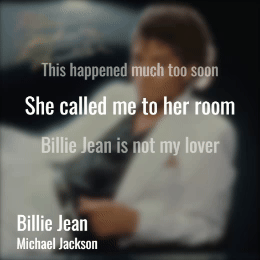 This happened much too soon
She called me to her room
Billie Jean is not my lover
Billie Jean
Michael Jackson